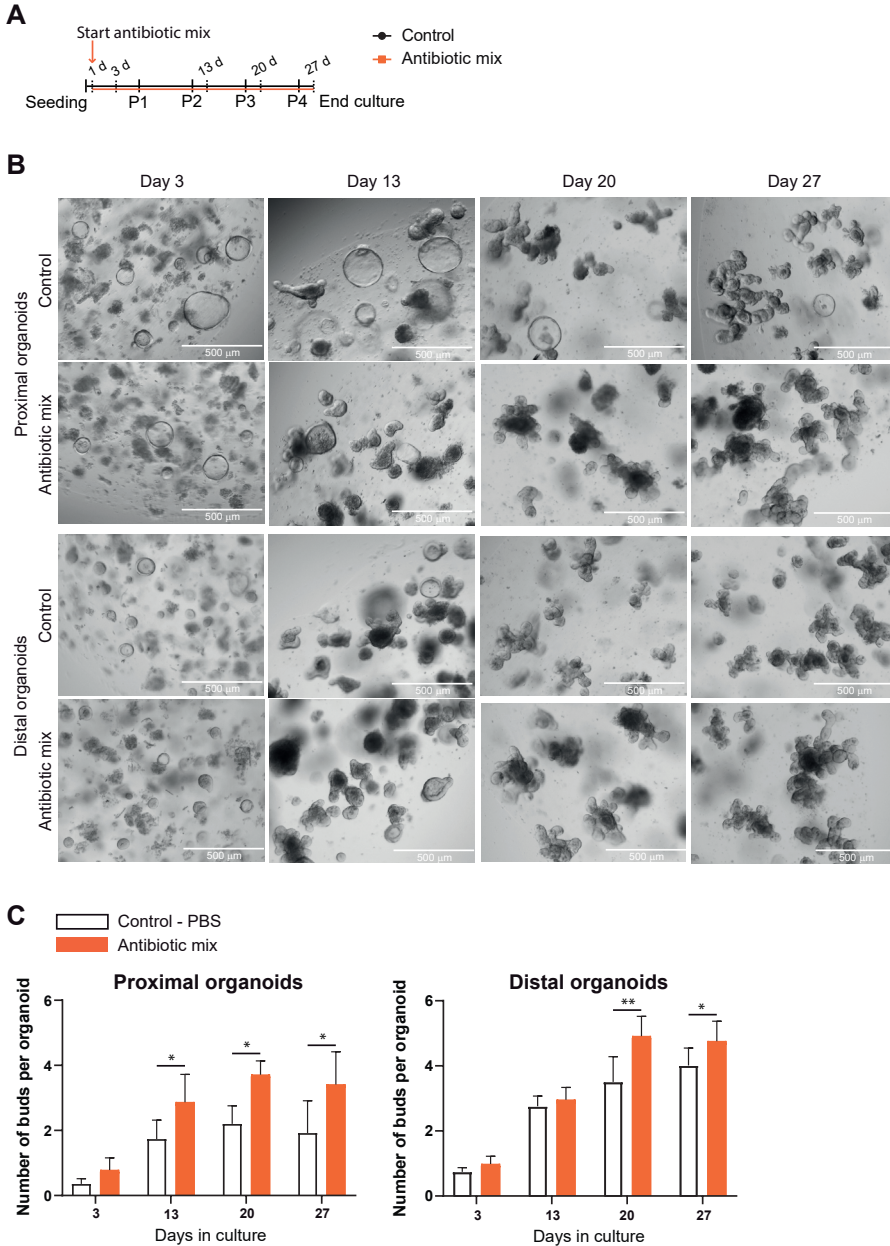 A
Start antibiotic mix
1 d 3 d 13 d 20 d 27 d
Seeding P1 P2 P3 P4 End culture
Control
Antibiotic mix
B
Day 3 Day 13 Day 20 Day 27
Proximal organoids
Control
500 µm 500 µm 500 µm 500 µm
Antibiotic mix
500 µm 500 µm 500 µm 500 µm
Distal organoids
Control
500 µm 500 µm 500 µm 500 µm
Antibiotic mix
500 µm 500 µm 500 µm 500 µm
C
Control - PBS
Antibiotic mix
Proximal organoids
Number of buds per organoid
6
4
2
0
* * *
3 13 20 27
Days in culture
Distal organoids
Number of buds per organoid
6
4
2
0
** *
3 13 20 27
Days in culture